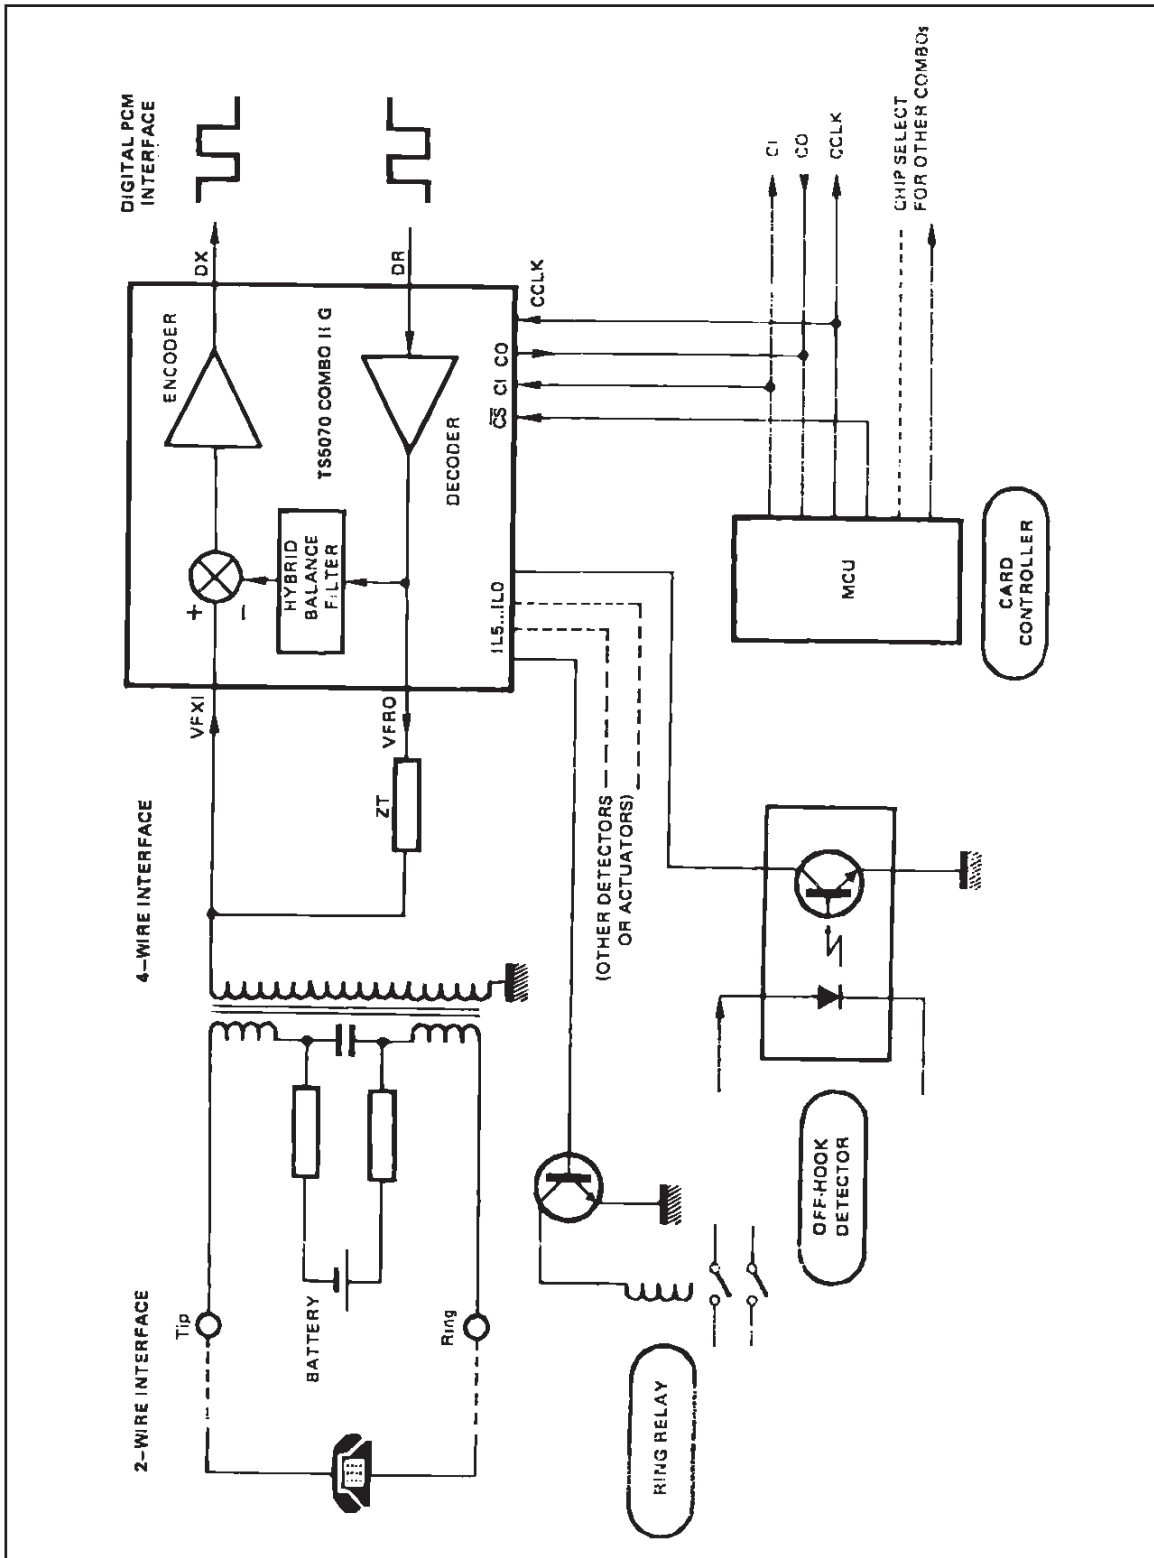 2–WIRE INTERFACE
4–WIRE INTERFACE
DIGITAL PCM
INTERFACE
Tip
BATTERY
Ring
VFXI
VFRO
ZT
+
–
HYBRID
BALANCE
FILTER
ENCODER
DECODER
TS5070 COMBO II G
DX
DR
IL5...IL0
CS
CI
CO
CCLK
(OTHER DETECTORS
OR ACTUATORS)
RING RELAY
OFF-HOOK
DETECTOR
MCU
CARD
CONTROLLER
CI
CO
CCLK
CHIP SELECT
FOR OTHER COMBOs